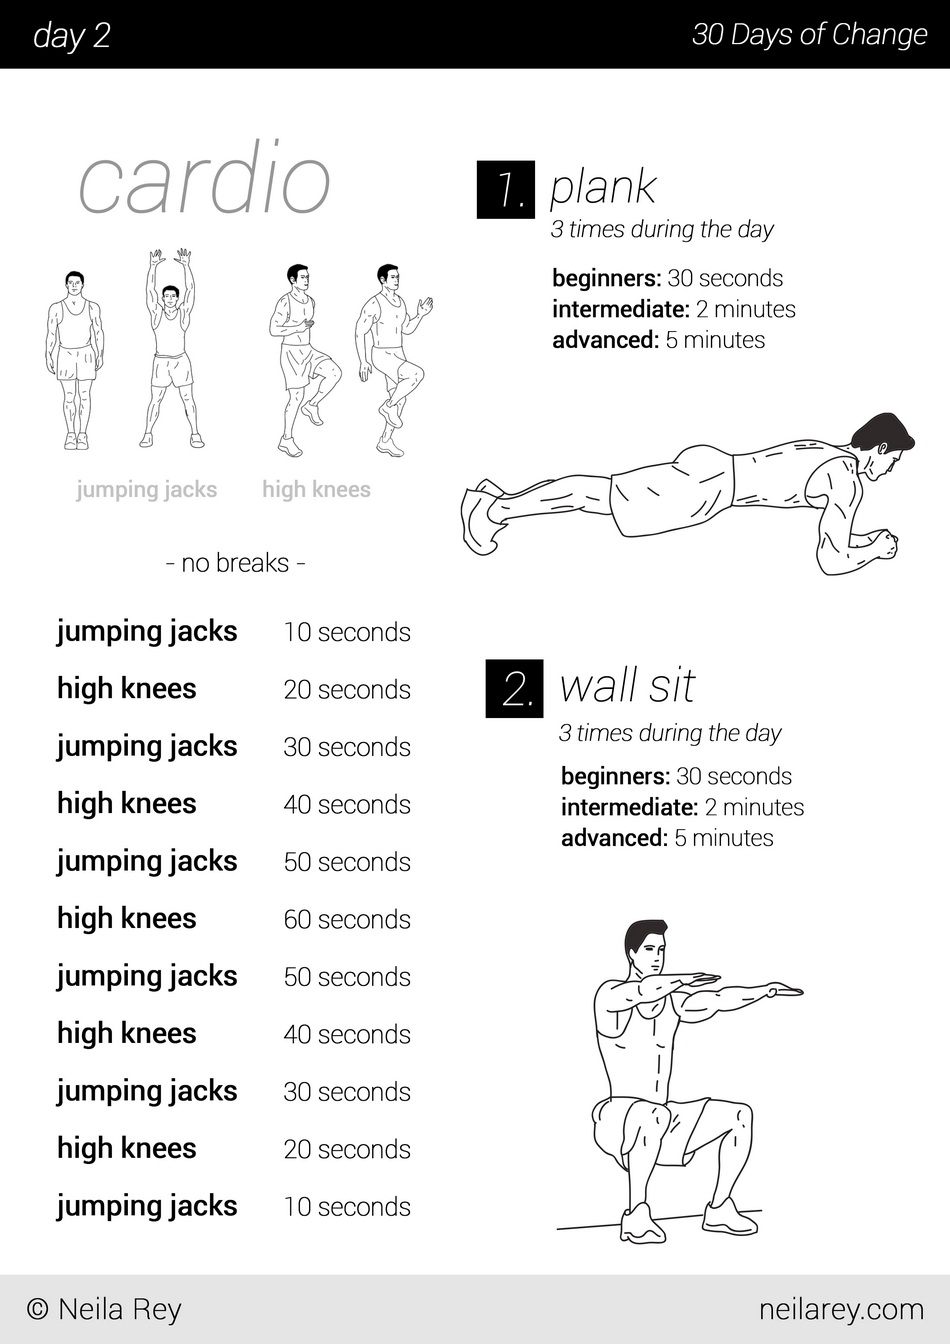 day 2
30 Days of Change
cardio
jumping jacks
high knees
- no breaks -
jumping jacks 10 seconds
high knees 20 seconds
jumping jacks 30 seconds
high knees 40 seconds
jumping jacks 50 seconds
high knees 60 seconds
jumping jacks 50 seconds
high knees 40 seconds
jumping jacks 30 seconds
high knees 20 seconds
jumping jacks 10 seconds
1. plank
3 times during the day
beginners: 30 seconds
intermediate: 2 minutes
advanced: 5 minutes
2. wall sit
3 times during the day
beginners: 30 seconds
intermediate: 2 minutes
advanced: 5 minutes
© Neila Rey
neilarey.com